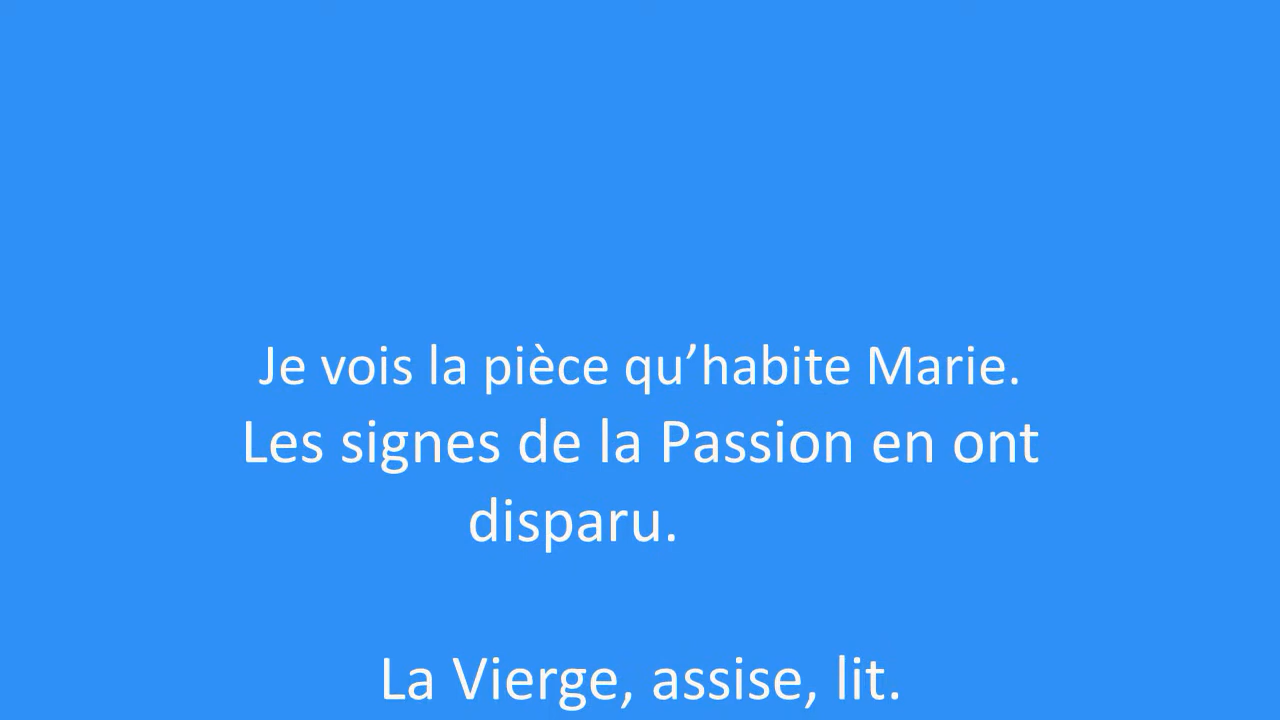 Je vois la pièce qu’habite Marie.
Les signes de la Passion en ont
disparu.
La Vierge, assise, lit.